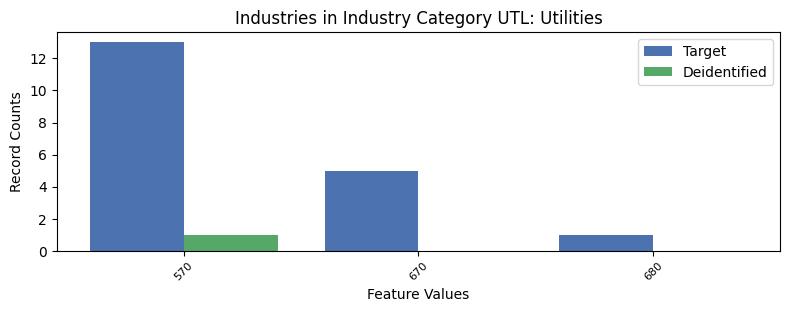 Industries in Industry Category UTL: Utilities
Target
Deidentified
12
10
8
6
4
2
0
Record Counts
570
670
680
Feature Values